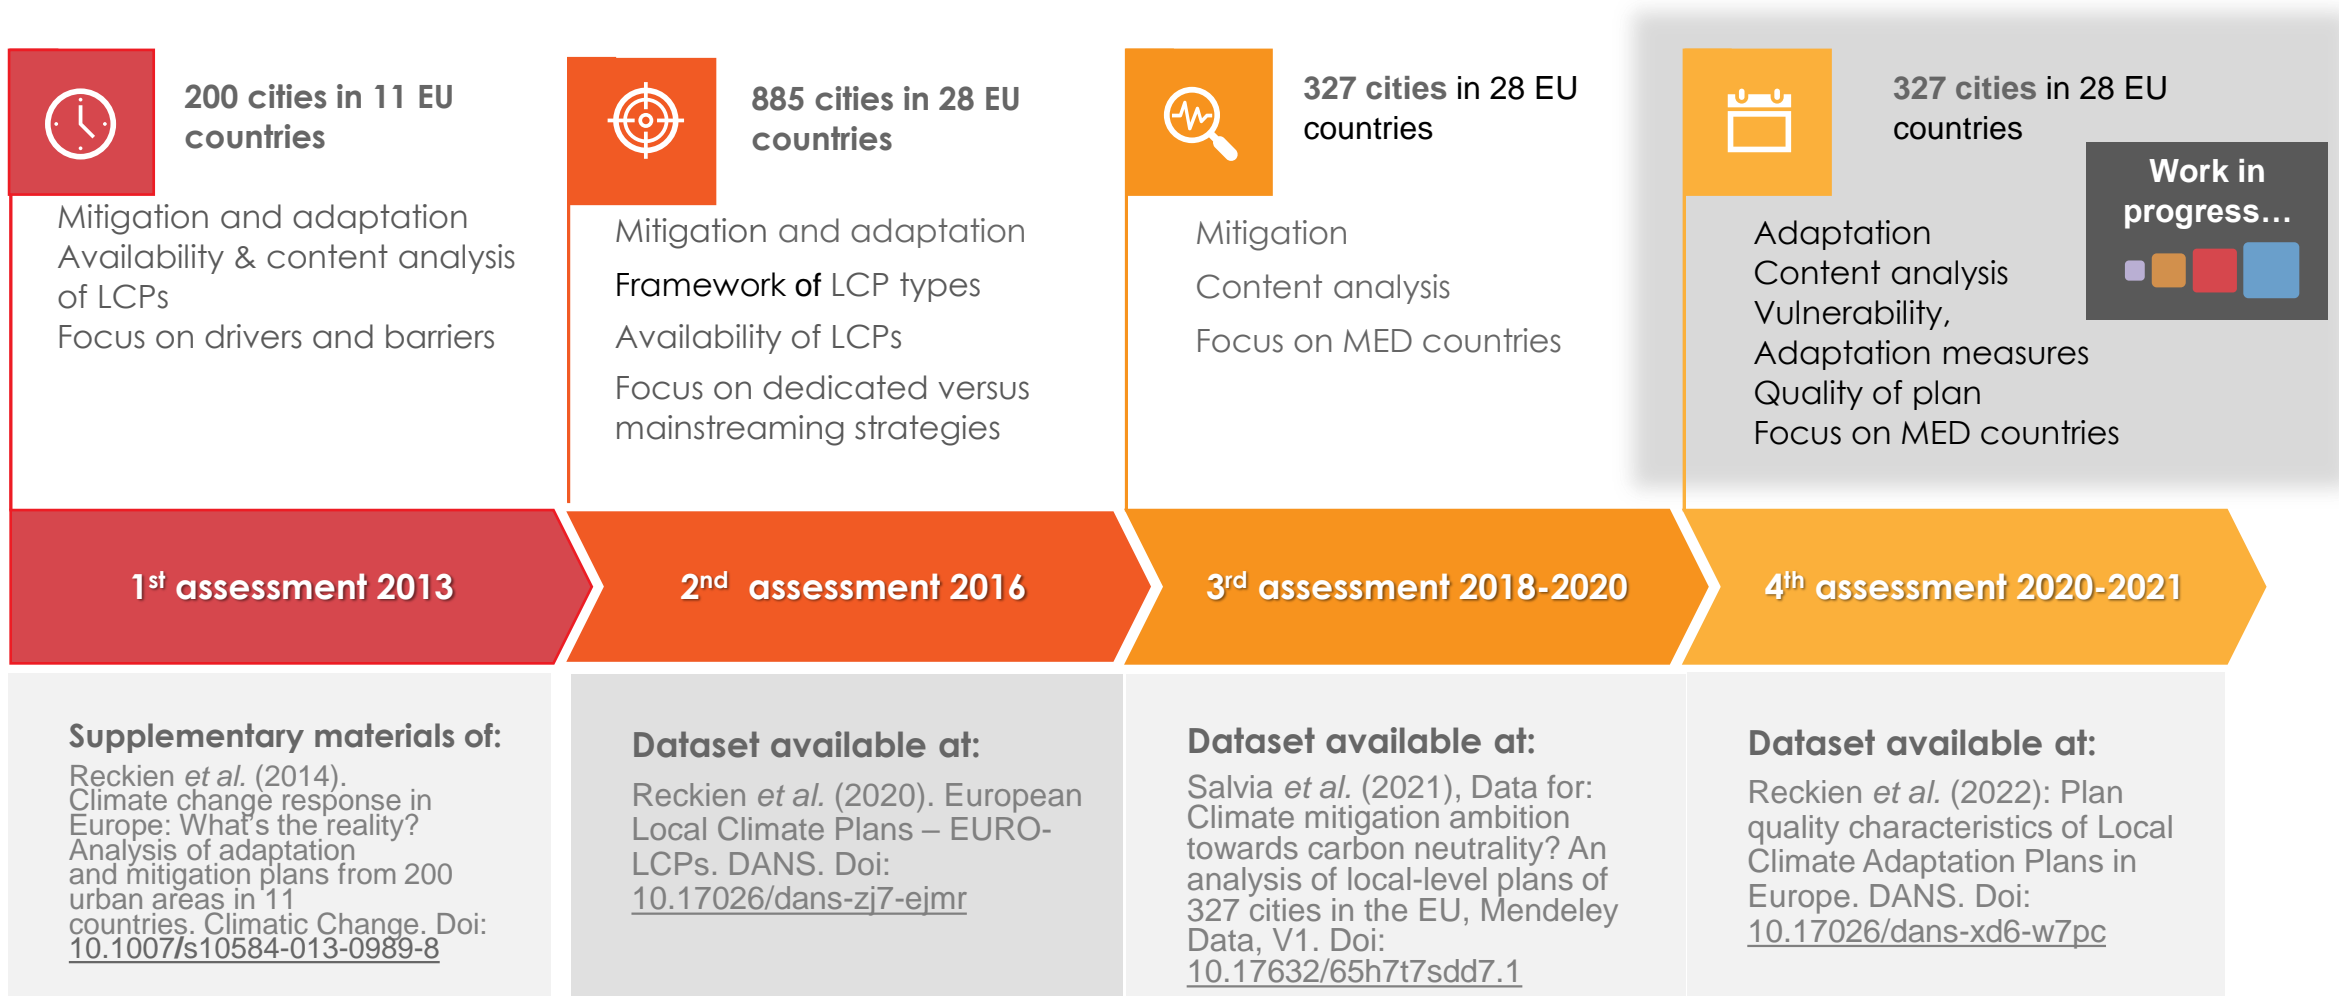 200 cities in 11 EU
countries
Mitigation and adaptation
Availability & content analysis
of LCPs
Focus on drivers and barriers
885 cities in 28 EU
countries
Mitigation and adaptation
Framework of LCP types
Availability of LCPs
Focus on dedicated versus
mainstreaming strategies
327 cities in 28 EU
countries
Mitigation
Content analysis
Focus on MED countries
327 cities in 28 EU
countries
Work in
progress...
Adaptation
Content analysis
Vulnerability,
Adaptation measures
Quality of plan
Focus on MED countries
1st assessment 2013
2nd assessment 2016
3rd assessment 2018-2020
4th assessment 2020-2021
Supplementary materials of:
Reckien et al. (2014).
Climate change response in
Europe: What's the reality?
Analysis of adaptation
and mitigation plans from 200
urban areas in 11
countries. Climatic Change. Doi:
10.1007/s10584-013-0989-8
Dataset available at:
Reckien et al. (2020). European
Local Climate Plans – EURO-
LCPs. DANS. Doi:
10.17026/dans-zj7-ejmr
Dataset available at:
Salvia et al. (2021), Data for:
Climate mitigation ambition
towards carbon neutrality? An
analysis of local-level plans of
327 cities in the EU, Mendeley
Data, V1. Doi:
10.17632/65h7t7sdd7.1
Dataset available at:
Reckien et al. (2022): Plan
quality characteristics of Local
Climate Adaptation Plans in
Europe. DANS. Doi:
10.17026/dans-xd6-w7pc